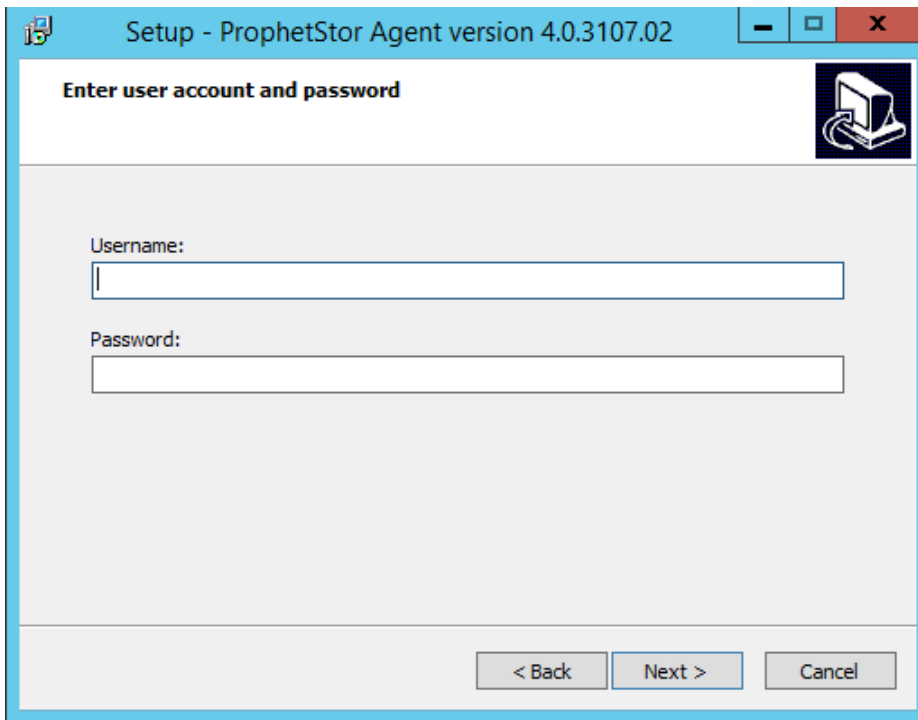 Setup - ProphetStor Agent version 4.0.3107.02
Enter user account and password
Username:
Password:
< Back
Next >
Cancel